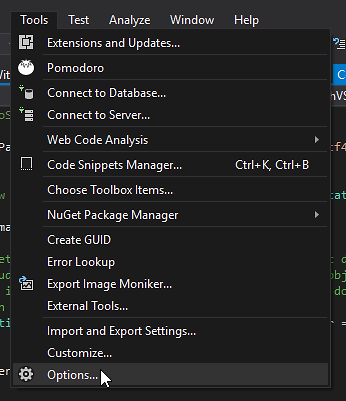 Tools Test Analyze Window Help
Extensions and Updates...
Pomodoro
Connect to Database...
Connect to Server...
Web Code Analysis
Code Snippets Manager... Ctrl+K, Ctrl+B
Choose Toolbox Items...
NuGet Package Manager
Create GUID
Error Lookup
Export Image Moniker...
External Tools...
Import and Export Settings...
Customize...
Options...